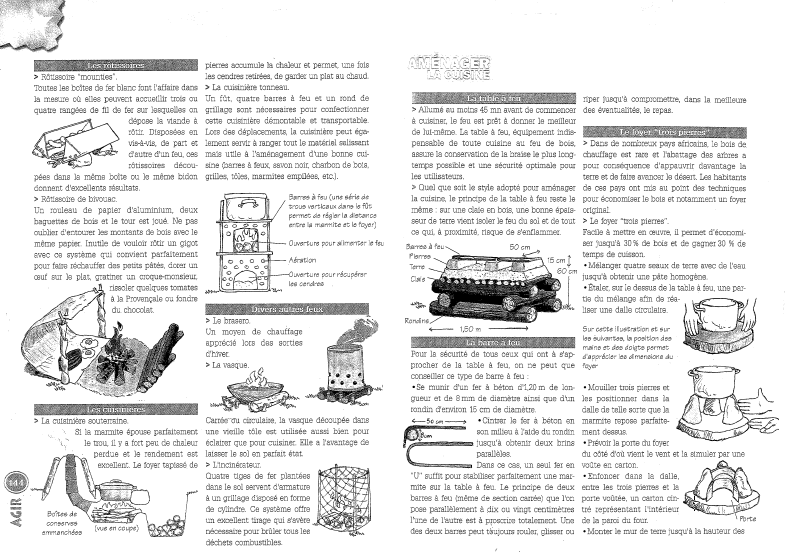 Les rôtissoires
> Rôtissoire "mounties".
Toutes les boîtes de fer blanc font l'affaire dans
la mesure où elles peuvent accueillir trois ou
quatre rangées de fil de fer sur lesquelles on
dépose la viande à
rôtir. Disposées en
vis-à-vis, de part et
d'autre d'un feu, ces
rôtissoires décou-
pées dans la même boîte ou le même bidon
donnent d'excellents résultats.
> Rôtissoire de bivouac.
Un rouleau de papier d'aluminium, deux
baguettes de bois et le tour est joué. Ne pas
oublier d'entourer les montants de bois avec le
même papier. Inutile de vouloir rôtir un gigot
avec ce système qui convient parfaitement
pour faire réchauffer des petits pâtés, dorer un
œuf sur le plat, gratiner un croque-monsieur,
rissoler quelques tomates
à la Provençale ou fondre
du chocolat.
Les cuisinières
> La cuisinière souterraine.
Si la marmite épouse parfaitement
le trou, il y a fort peu de chaleur
perdue et le rendement est
excellent. Le foyer tapissé de
Boîtes de
conserves
emmanchées
(vue en coupe)
144
AGIR
pierres accumule la chaleur et permet, une fois
les cendres retirées, de garder un plat au chaud.
> La cuisinière tonneau.
Un fût, quatre barres à feu et un rond de
grillage sont nécessaires pour confectionner
cette cuisinière démontable et transportable.
Lors des déplacements, la cuisinière peut éga-
lement servir à ranger tout le matériel salissant
mais utile à l'aménagement d'une bonne cui-
sine (barres à feux, savon noir, charbon de bois,
grilles, tôles, marmites empilées, etc.).
Barres à feu (une série de
trous verticaux dans le fût
permet de régler la distance
entre la marmite et le foyer)
Ouverture pour alimenter le feu
Aération
Ouverture pour récupérer
les cendres
Divers autres feux
> Le brasero.
Un moyen de chauffage
apprécié lors des sorties
d'hiver.
> La vasque.
Carrée ou circulaire, la vasque découpée dans
une vieille tôle est utilisée aussi bien pour
éclairer que pour cuisiner. Elle a l'avantage de
laisser le sol en parfait état.
> L'incinérateur.
Quatre tiges de fer plantées
dans le sol servent d'armature
à un grillage disposé en forme
de cylindre. Ce système offre
un excellent tirage qui s'avère
nécessaire pour brûler tous les
déchets combustibles.
AMÉNAGER
LA CUISINE
La table à feu
> Allumé au moins 45 mn avant de commencer
à cuisiner, le feu est prêt à donner le meilleur
de lui-même. La table à feu, équipement indis-
pensable de toute cuisine au feu de bois,
assure la conservation de la braise le plus long-
temps possible et une sécurité optimale pour
les utilisateurs.
> Quel que soit le style adopté pour aménager
la cuisine, le principe de la table à feu reste le
même : sur une claie en bois, une bonne épais-
seur de terre vient isoler le feu du sol et de tout
ce qui, à proximité, risque de s'enflammer.
Barres à feu
Pierres
Terre
Claie
Rondins
50 cm
15 cm
60 cm
1,50 m
La barre à feu
Pour la sécurité de tous ceux qui ont à s'ap-
procher de la table à feu, on ne peut que
conseiller ce type de barre à feu :
•Se munir d'un fer à béton d'1,20 m de lon-
gueur et de 8 mm de diamètre ainsi que d'un
rondin d'environ 15 cm de diamètre.
50 cm
•Cintrer le fer à béton en
son milieu à l'aide du rondin
jusqu'à obtenir deux brins
parallèles.
Dans ce cas, un seul fer en
"U" suffit pour stabiliser parfaitement une mar-
mite sur la table à feu. Le principe de deux
barres à feu (même de section carrée) que l'on
pose parallèlement à dix ou vingt centimètres
l'une de l'autre est à proscrire totalement. Une
des deux barres peut toujours rouler, glisser ou
riper jusqu'à compromettre, dans la meilleure
des éventualités, le repas.
Le foyer "trois pierres"
> Dans de nombreux pays africains, le bois de
chauffage est rare et l'abattage des arbres a
pour conséquence d'appauvrir davantage la
terre et de faire avancer le désert. Les habitants
de ces pays ont mis au point des techniques
pour économiser le bois et notamment un foyer
original.
> Le foyer "trois pierres".
Facile à mettre en œuvre, il permet d'économi-
ser jusqu'à 30 % de bois et de gagner 30 % de
temps de cuisson.
•Mélanger quatre seaux de terre avec de l'eau
jusqu'à obtenir une pâte homogène.
•Étaler, sur le dessus de la table à feu, une par-
tie du mélange afin de réa-
liser une dalle circulaire.
Sur cette illustration et sur
les suivantes, la position des
mains et des doigts permet
d'apprécier les dimensions du
foyer
•Mouiller trois pierres et
les positionner dans la
dalle de telle sorte que la
marmite repose parfaite-
ment dessus.
•Prévoir la porte du foyer
du côté d'où vient le vent et la simuler par une
voûte en carton.
•Enfoncer dans la dalle,
entre les trois pierres et la
porte voûtée, un carton cin-
tré représentant l'intérieur
de la paroi du four.
Porte
•Monter le mur de terre jusqu'à la hauteur des